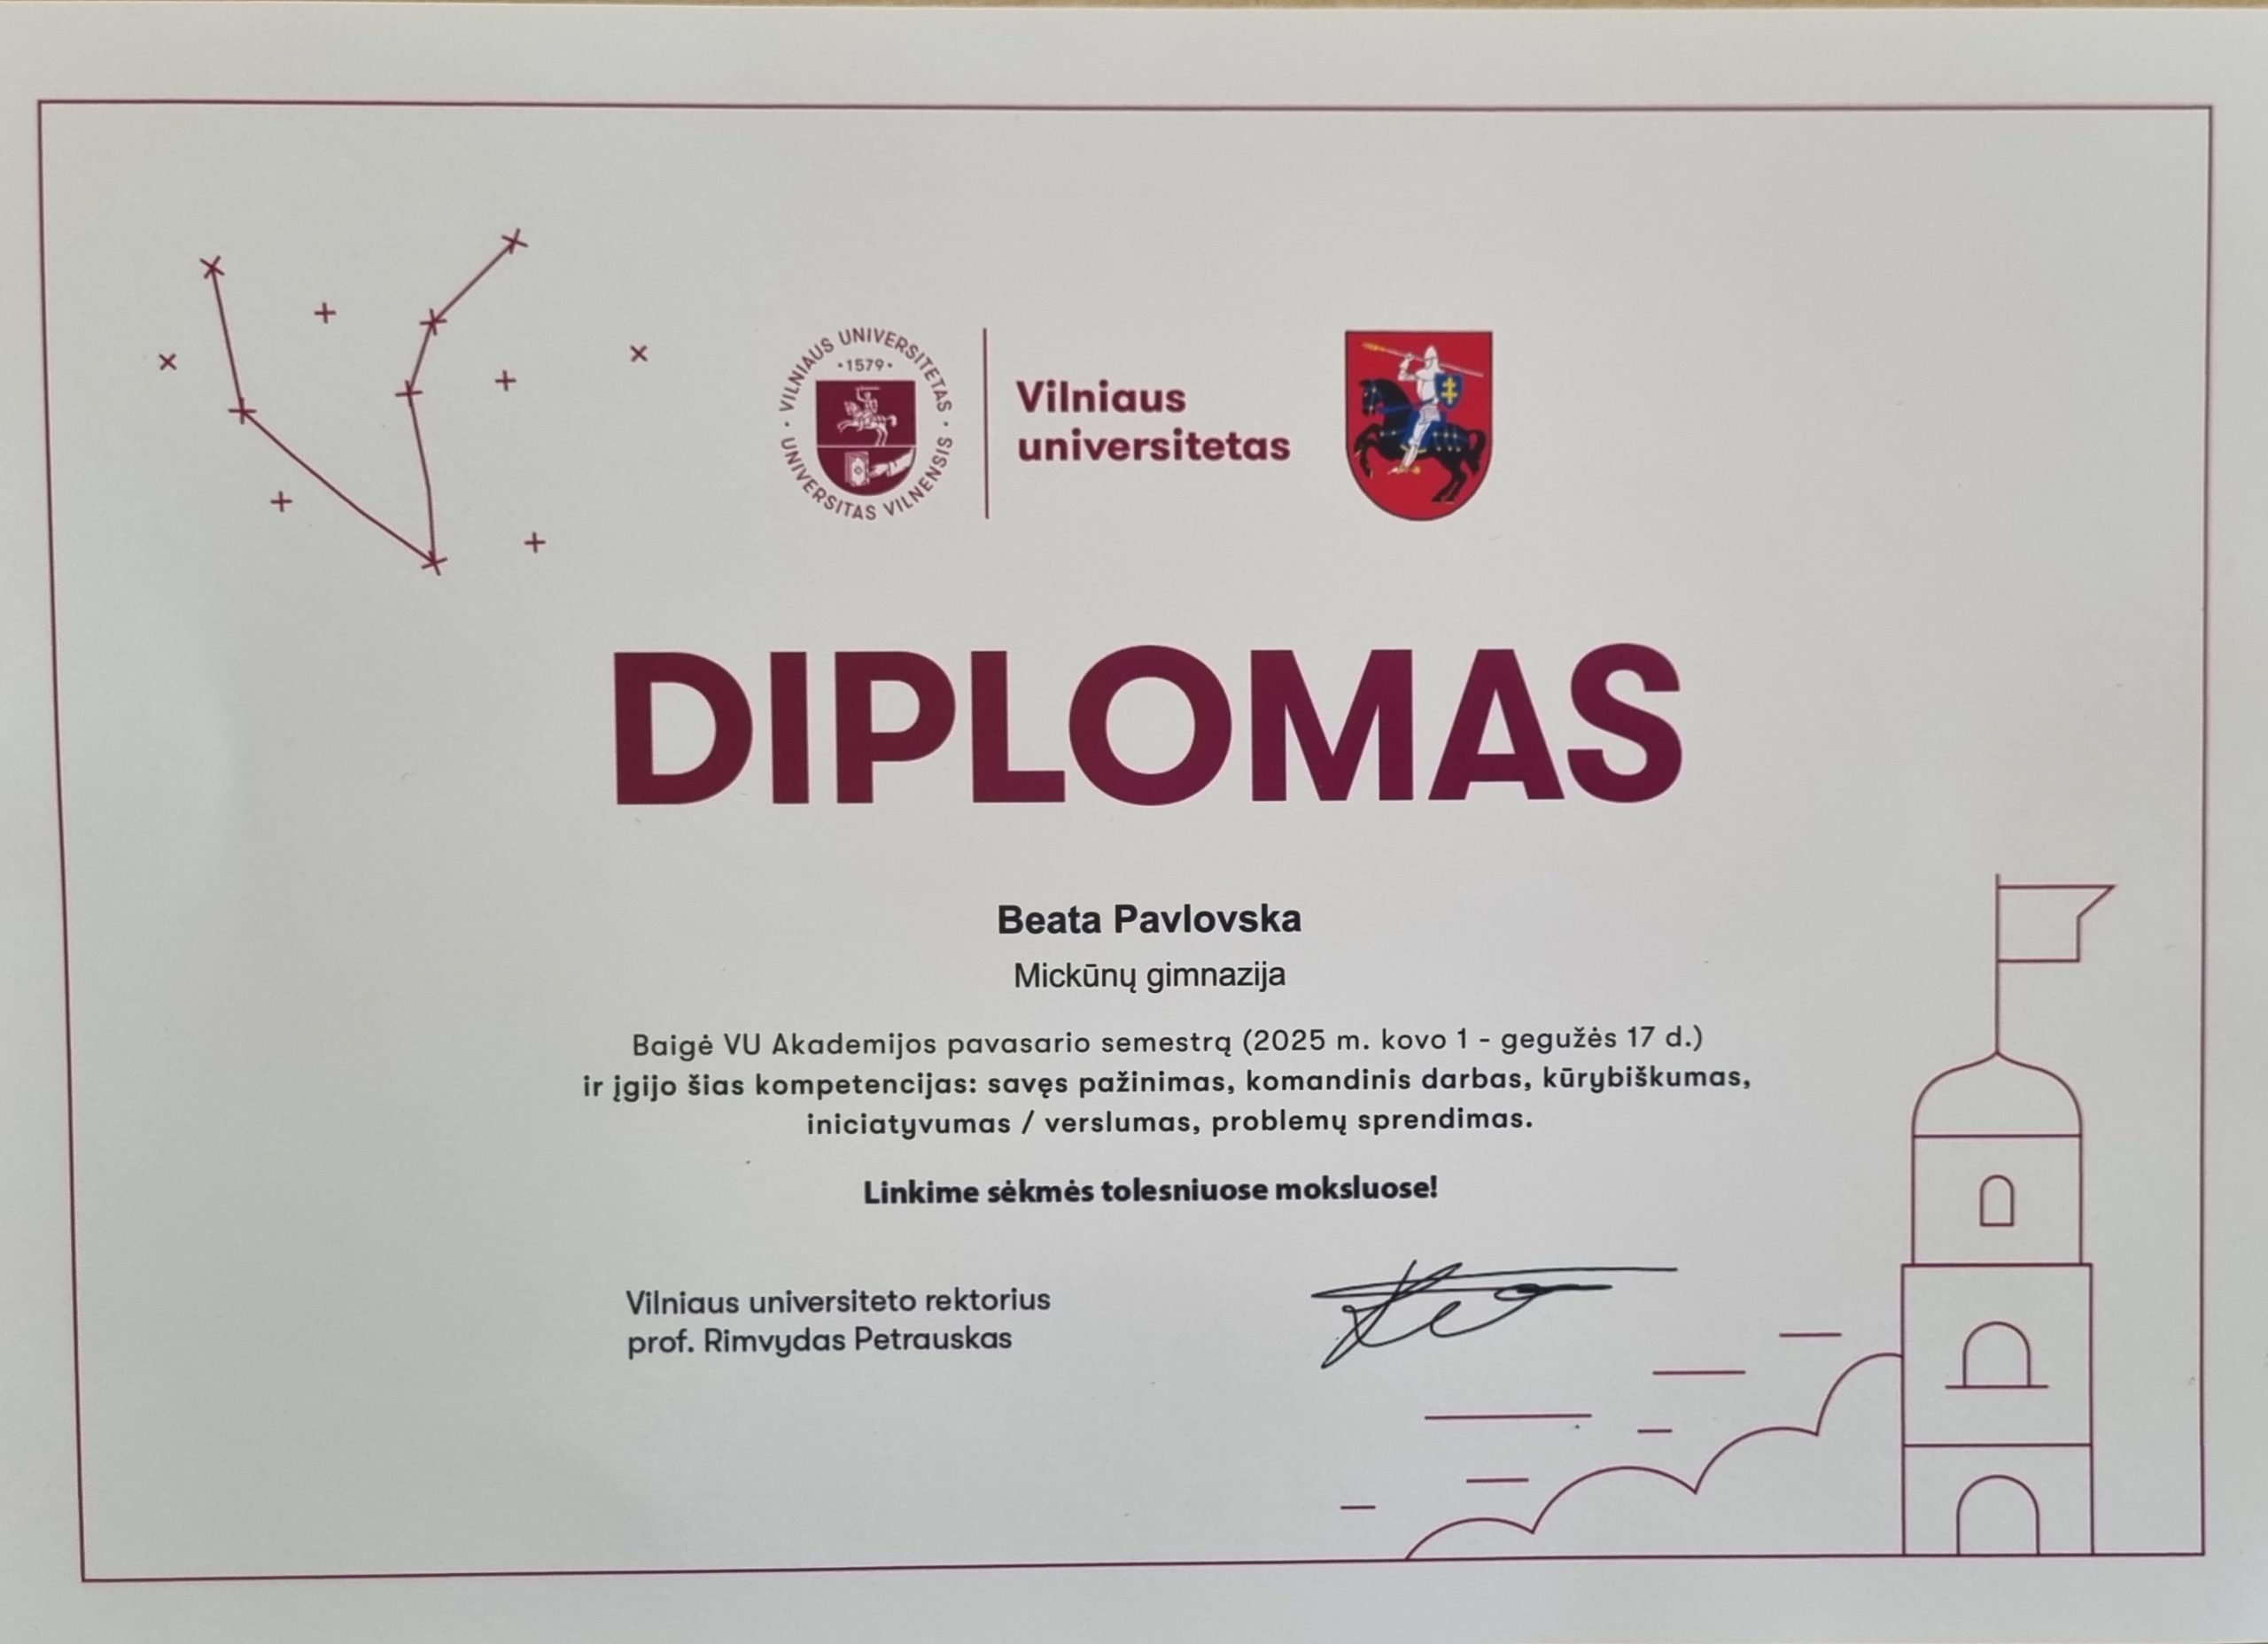 VILNIAUS UNIVERSITETAS
·1579·
UNIVERSITAS VILNENSIS
Vilniaus
universitetas
DIPLOMAS
Beata Pavlovska
Mickūnų gimnazija
Baigė VU Akademijos pavasario semestrą (2025 m. kovo 1 - gegužės 17 d.)
ir įgijo šias kompetencijas: savęs pažinimas, komandinis darbas, kūrybiškumas,
iniciatyvumas / verslumas, problemų sprendimas.
Linkime sėkmės tolesniuose moksluose!
Vilniaus universiteto rektorius
prof. Rimvydas Petrauskas